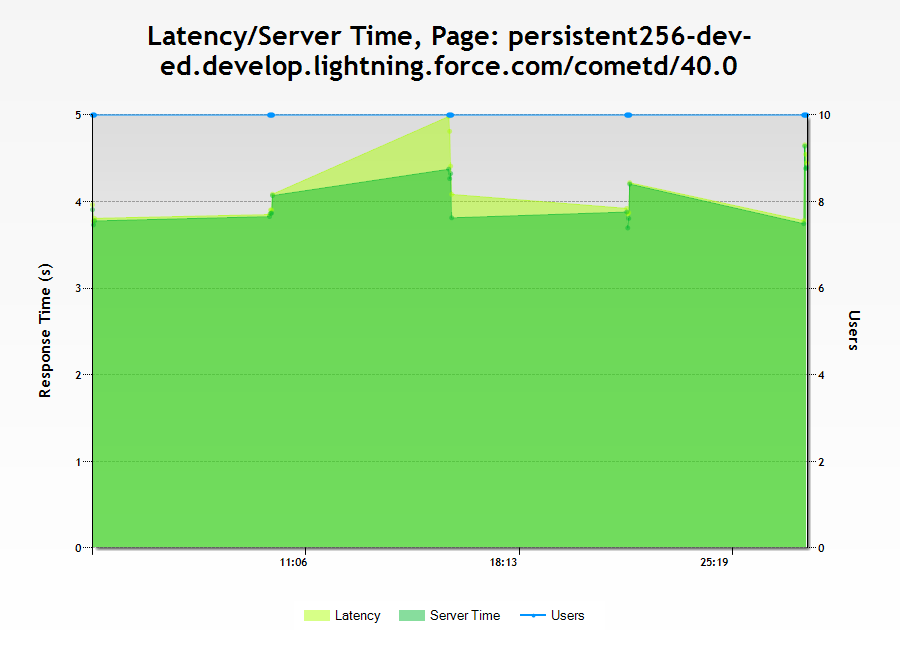 Latency/Server Time, Page: persistent256-dev-
ed.develop.lightning.force.com/cometd/40.0
5
4
3
2
1
0
Response Time (s)
10
8
6
4
2
0
Users
11:06
18:13
25:19
Latency
Server Time
Users